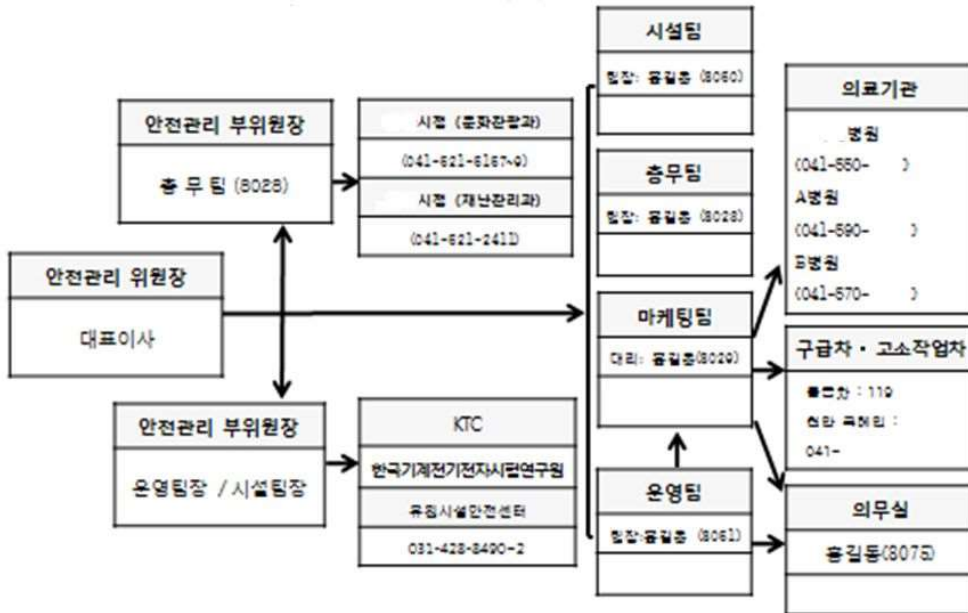 안전관리 위원장
대표이사
안전관리 부위원장
총 무 팀 (8028)
시청 (문화관광과)
(041-521-5167~9)
시청 (재난관리과)
(041-521-2411)
안전관리 부위원장
운영팀장 / 시설팀장
KTC
한국기계전기전자시험연구원
유원시설안전센터
031-428-8490~2
시설팀
팀장: 홍길동 (8060)
총무팀
팀장: 홍길동 (8028)
마케팅팀
대리: 홍길동(8029)
운영팀
팀장:홍길동 (8061)
의료기관
병원
(041-550- )
A병원
(041-590- )
B병원
(041-570- )
구급차 · 고소작업차
: 119
천안
041-
의무실
홍길동(8075)